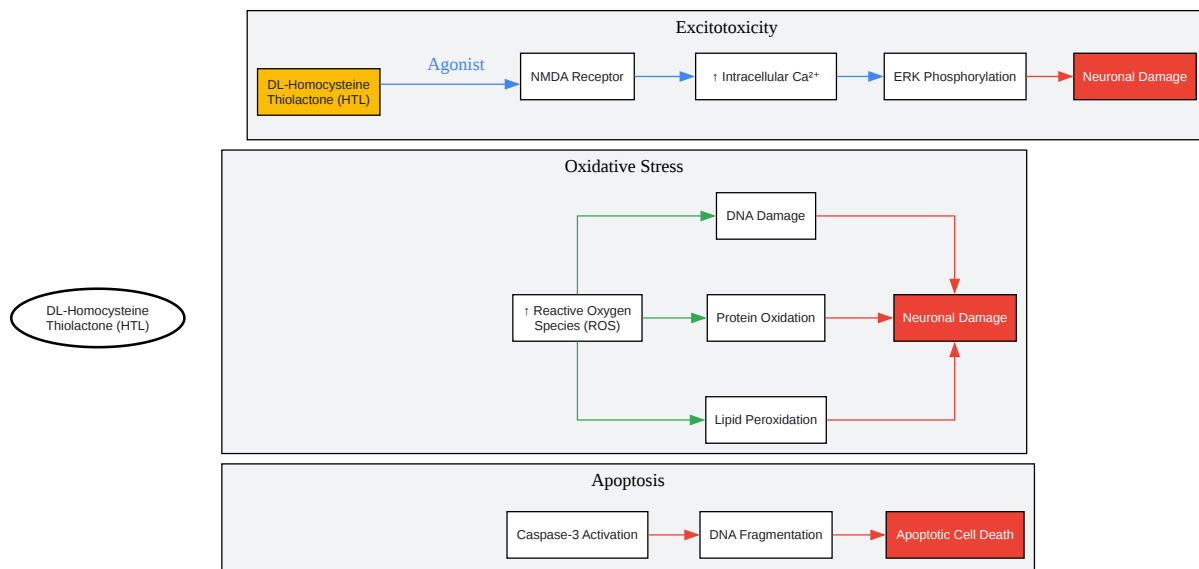 Excitotoxicity
DL-Homocysteine
Thiolactone (HTL)
Agonist
NMDA Receptor
↑ Intracellular Ca²⁺
ERK Phosphorylation
Neuronal Damage
Oxidative Stress
DL-Homocysteine
Thiolactone (HTL)
↑ Reactive Oxygen
Species (ROS)
DNA Damage
Protein Oxidation
Lipid Peroxidation
Neuronal Damage
Apoptosis
Caspase-3 Activation
DNA Fragmentation
Apoptotic Cell Death